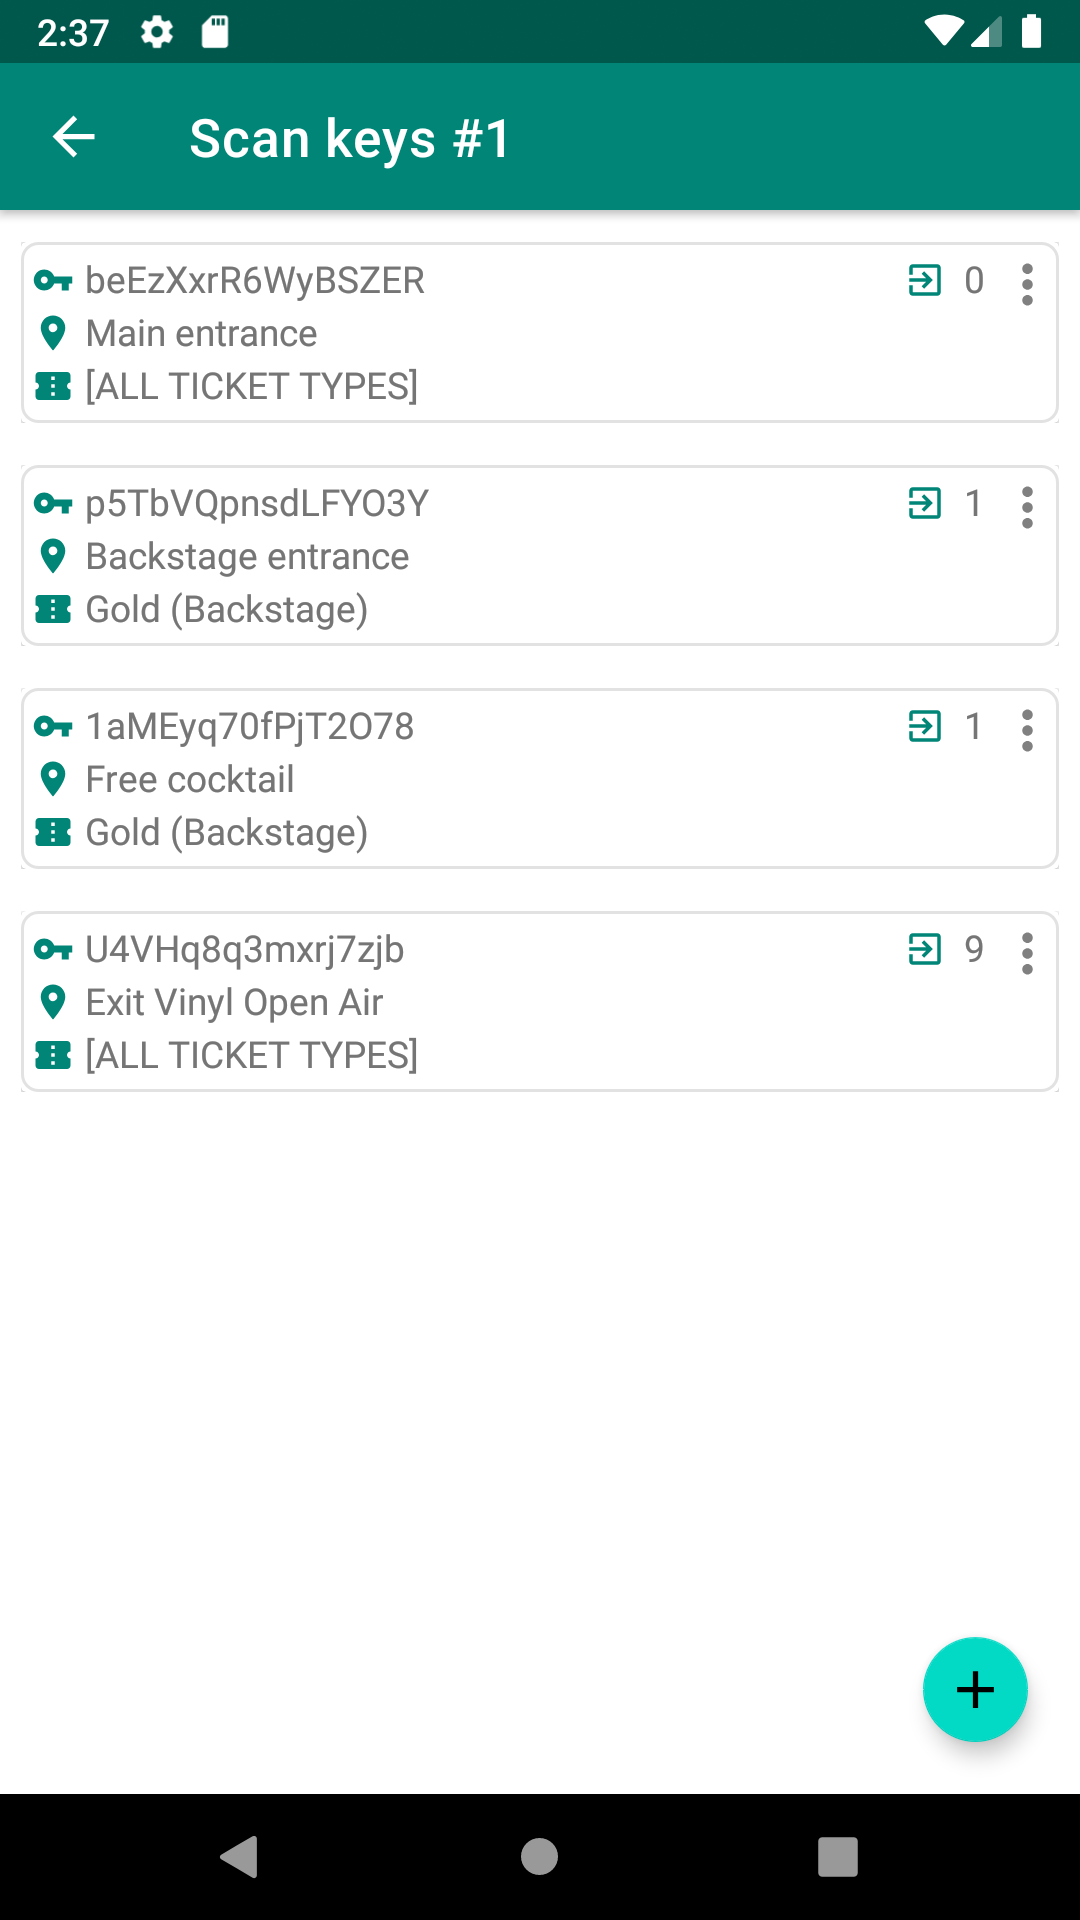 2:37
Scan keys #1
beEzXxrR6WyBSZER 0
Main entrance
[ALL TICKET TYPES]
p5TbVQpnsdLFYO3Y 1
Backstage entrance
Gold (Backstage)
1aMEyq70fPjT2O78 1
Free cocktail
Gold (Backstage)
U4VHq8q3mxrj7zjb 9
Exit Vinyl Open Air
[ALL TICKET TYPES]